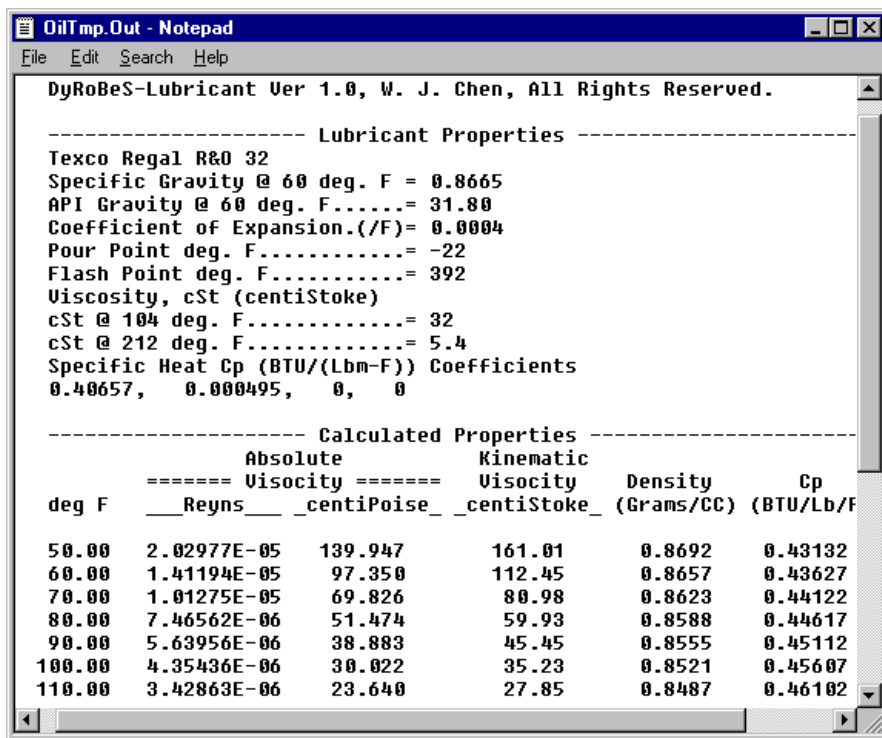 OilTmp.Out - Notepad
File Edit Search Help
DyRoBeS-Lubricant Ver 1.0, W. J. Chen, All Rights Reserved.
--------------------- Lubricant Properties -----------------------
Texco Regal R&O 32
Specific Gravity @ 60 deg. F = 0.8665
API Gravity @ 60 deg. F......= 31.80
Coefficient of Expansion.(/F)= 0.0004
Pour Point deg. F............= -22
Flash Point deg. F...........= 392
Viscosity, cSt (centiStoke)
cSt @ 104 deg. F.............= 32
cSt @ 212 deg. F.............= 5.4
Specific Heat Cp (BTU/(Lbm-F)) Coefficients
0.40657, 0.000495, 0, 0
--------------------- Calculated Properties ----------------------
Absolute Kinematic
======= Visocity ======= Visocity Density Cp
deg F ___Reyns___ _centiPoise_ _centiStoke_ (Grams/CC) (BTU/Lb/F
50.00 2.02977E-05 139.947 161.01 0.8692 0.43132
60.00 1.41194E-05 97.350 112.45 0.8657 0.43627
70.00 1.01275E-05 69.826 80.98 0.8623 0.44122
80.00 7.46562E-06 51.474 59.93 0.8588 0.44617
90.00 5.63956E-06 38.883 45.45 0.8555 0.45112
100.00 4.35436E-06 30.022 35.23 0.8521 0.45607
110.00 3.42863E-06 23.640 27.85 0.8487 0.46102